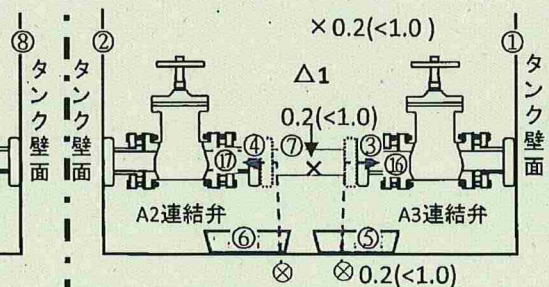 ⑧ ② ×0.2(<1.0) ①
タンク壁面
タンク壁面
△1
タンク壁面
0.2(<1.0)
⑰ ④ ⑦ ③ ⑯
A2連結弁
A3連結弁
⑥ ⑤
⊗ ⊗0.2(<1.0)